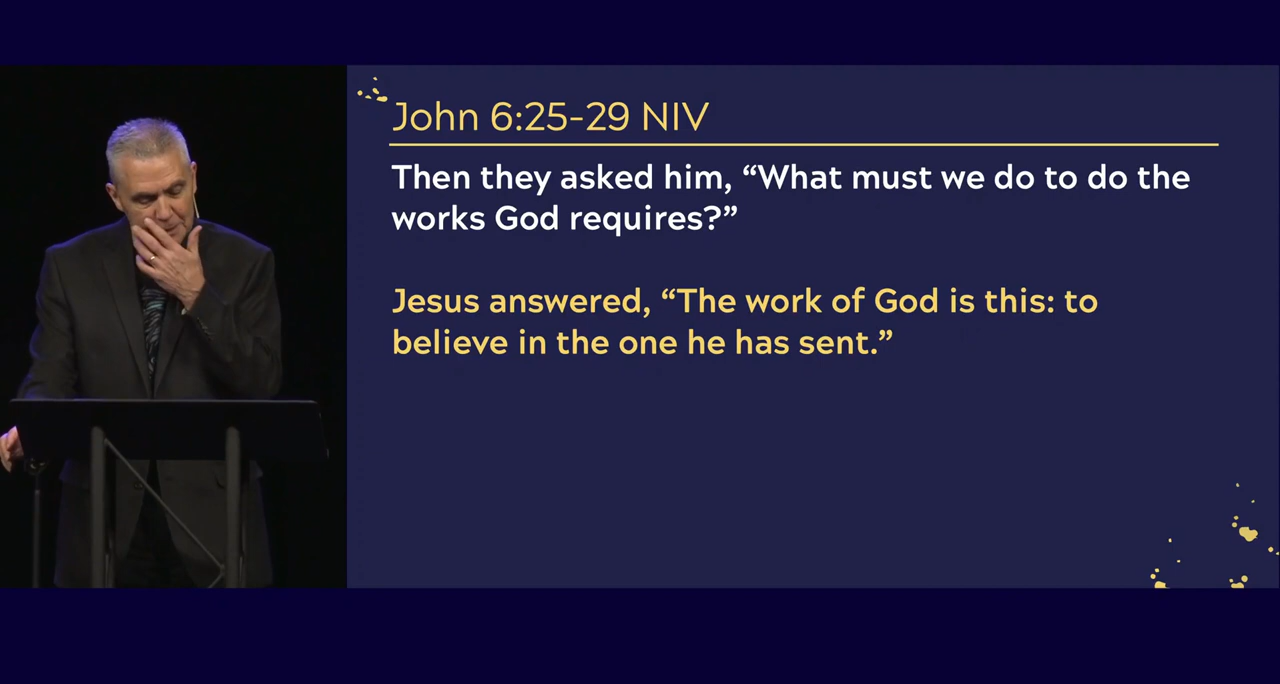 John 6:25-29 NIV
Then they asked him, “What must we do to do the
works God requires?”
Jesus answered, “The work of God is this: to
believe in the one he has sent.”